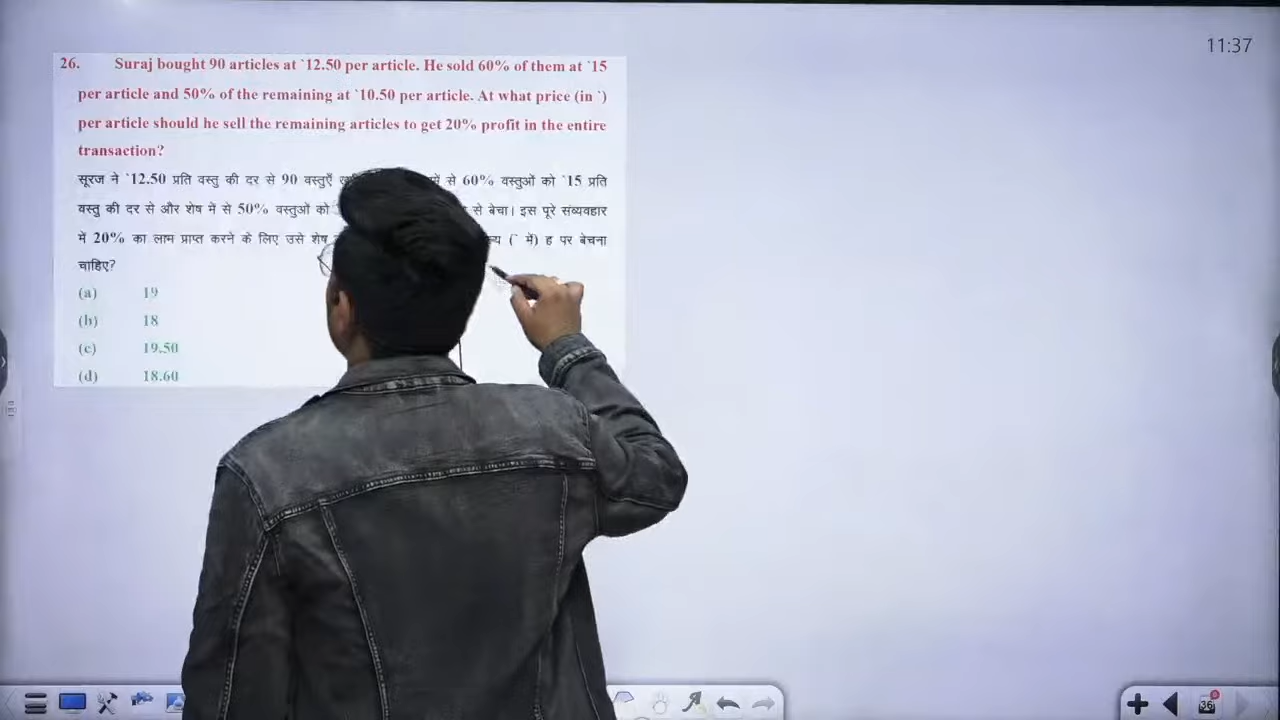 11:37
26. Suraj bought 90 articles at `12.50 per article. He sold 60% of them at `15
per article and 50% of the remaining at `10.50 per article. At what price (in `)
per article should he sell the remaining articles to get 20% profit in the entire
transaction?
सूरज ने `12.50 प्रति वस्तु की दर से 90 वस्तुएँ से 60% वस्तुओं को `15 प्रति
वस्तु की दर से और शेष में से 50% वस्तुओं को से बेचा। इस पूरे संव्यवहार
में 20% का लाभ प्राप्त करने के लिए उसे शेष (` में) ह पर बेचना
चाहिए?
(a) 19
(b) 18
(c) 19.50
(d) 18.60
36